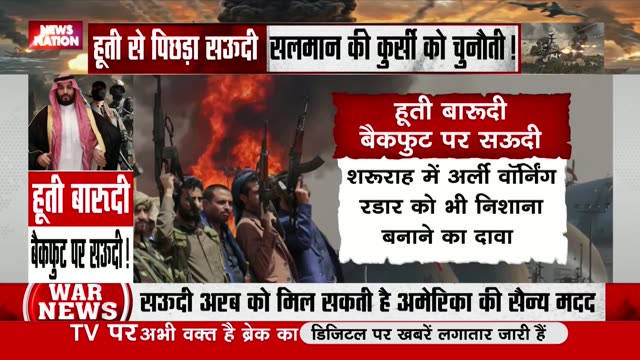 NEWS
NATION
हूती से पिछड़ा सऊदी सलमान की कुर्सी को चुनौती !
हूती बारूदी
बैकफुट पर सऊदी
शरूराह में अर्ली वॉर्निंग
रडार को भी निशाना
बनाने का दावा
हूती बारूदी
बैकफुट पर सऊदी !
WAR
NEWS
सऊदी अरब को मिल सकती है अमेरिका की सैन्य मदद
TV पर अभी वक्त है ब्रेक का डिजिटल पर खबरें लगातार जारी हैं